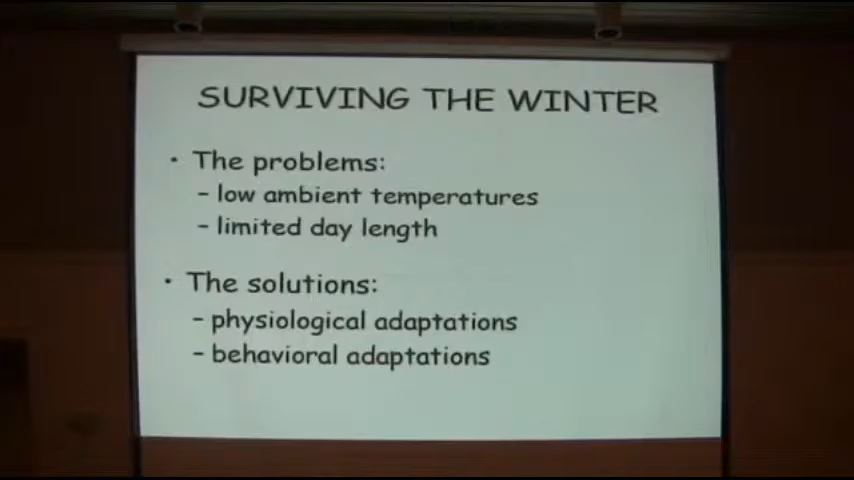 SURVIVING THE WINTER
• The problems:
– low ambient temperatures
– limited day length
• The solutions:
– physiological adaptations
– behavioral adaptations